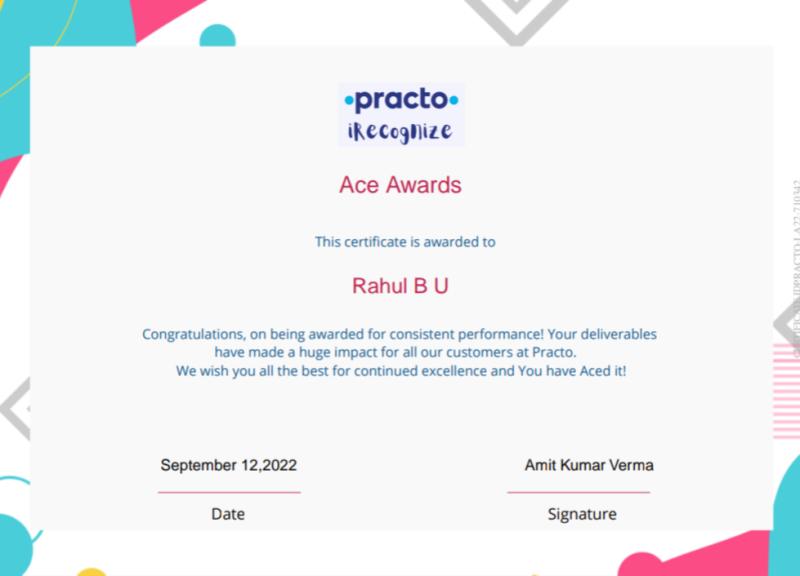 practo
iRecognize
Ace Awards
This certificate is awarded to
Rahul B U
Congratulations, on being awarded for consistent performance! Your deliverables
have made a huge impact for all our customers at Practo.
We wish you all the best for continued excellence and You have Aced it!
September 12,2022
Amit Kumar Verma
Date
Signature